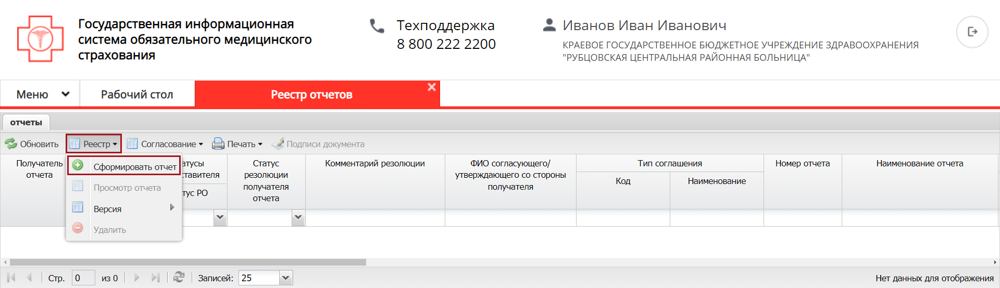 Государственная информационная
система обязательного медицинского
страхования
Техподдержка
8 800 222 2200
Иванов Иван Иванович
КРАЕВОЕ ГОСУДАРСТВЕННОЕ БЮДЖЕТНОЕ УЧРЕЖДЕНИЕ ЗДРАВООХРАНЕНИЯ
"РУБЦОВСКАЯ ЦЕНТРАЛЬНАЯ РАЙОННАЯ БОЛЬНИЦА"
Меню
Рабочий стол
Реестр отчетов
отчеты
Обновить
Реестр
Согласование
Печать
Подписи документа
Получатель
отчета
Сформировать отчет
Просмотр отчета
Версия
Удалить
атусы
ставителя
тус РО
Статус
резолюции
получателя
отчета
Комментарий резолюции
ФИО согласующего/
утверждающего со стороны
получателя
Тип соглашения
Код
Наименование
Номер отчета
Наименование отчета
Стр.
0
из 0
Записей:
25
Нет данных для отображения